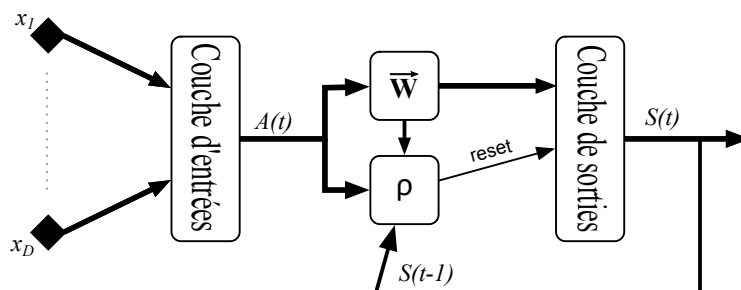 x1
xD
Couche d'entrées
A(t)
W
ρ
reset
S(t-1)
Couche de sorties
S(t)